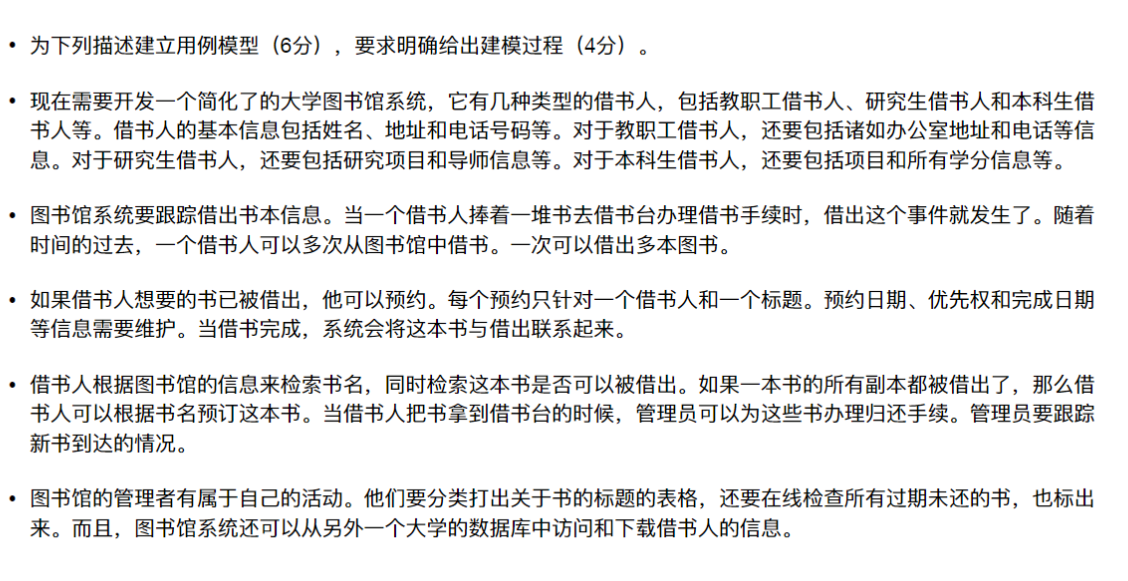 • 为下列描述建立用例模型（6分），要求明确给出建模过程（4分）。
• 现在需要开发一个简化了的大学图书馆系统，它有几种类型的借书人，包括教职工借书人、研究生借书人和本科生借
书人等。借书人的基本信息包括姓名、地址和电话号码等。对于教职工借书人，还要包括诸如办公室地址和电话等信
息。对于研究生借书人，还要包括研究项目和导师信息等。对于本科生借书人，还要包括项目和所有学分信息等。
• 图书馆系统要跟踪借出书本信息。当一个借书人捧着一堆书去借书台办理借书手续时，借出这个事件就发生了。随着
时间的过去，一个借书人可以多次从图书馆中借书。一次可以借出多本图书。
• 如果借书人想要的书已被借出，他可以预约。每个预约只针对一个借书人和一个标题。预约日期、优先权和完成日期
等信息需要维护。当借书完成，系统会将这本书与借出联系起来。
• 借书人根据图书馆的信息来检索书名，同时检索这本书是否可以被借出。如果一本书的所有副本都被借出了，那么借
书人可以根据书名预订这本书。当借书人把书拿到借书台的时候，管理员可以为这些书办理归还手续。管理员要跟踪
新书到达的情况。
• 图书馆的管理者有属于自己的活动。他们要分类打出关于书的标题的表格，还要在线检查所有过期未还的书，也标出
来。而且，图书馆系统还可以从另外一个大学的数据库中访问和下载借书人的信息。